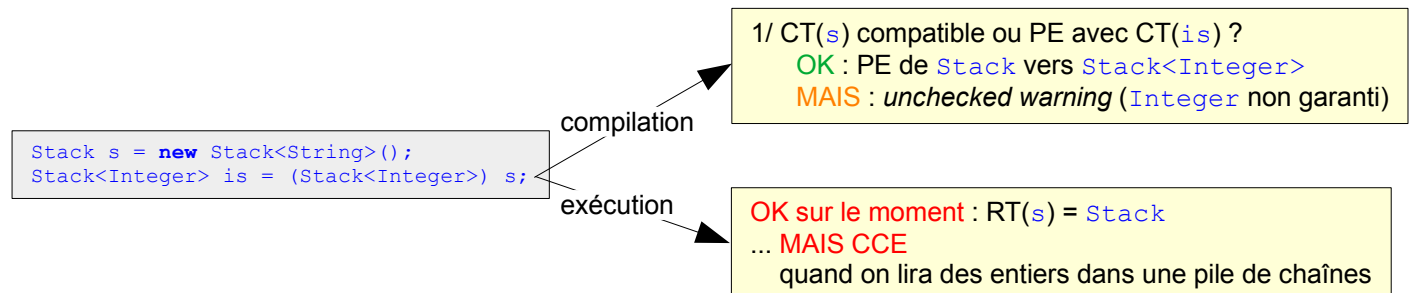 1/ CT(s) compatible ou PE avec CT(is) ?
OK : PE de Stack vers Stack<Integer>
MAIS : unchecked warning (Integer non garanti)
compilation
Stack s = new Stack<String>();
Stack<Integer> is = (Stack<Integer>) s;
exécution
OK sur le moment : RT(s) = Stack
... MAIS CCE
quand on lira des entiers dans une pile de chaînes